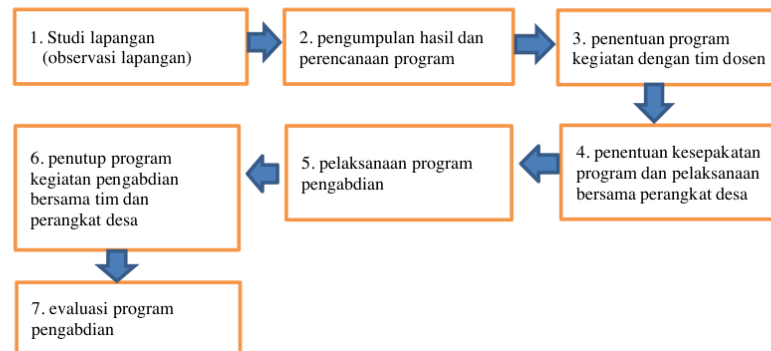 1. Studi lapangan
(observasi lapangan)
2. pengumpulan hasil dan
perencanaan program
3. penentuan program
kegiatan dengan tim dosen
4. penentuan kesepakatan
program dan pelaksanaan
bersama perangkat desa
5. pelaksanaan program
pengabdian
6. penutup program
kegiatan pengabdian
bersama tim dan
perangkat desa
7. evaluasi program
pengabdian